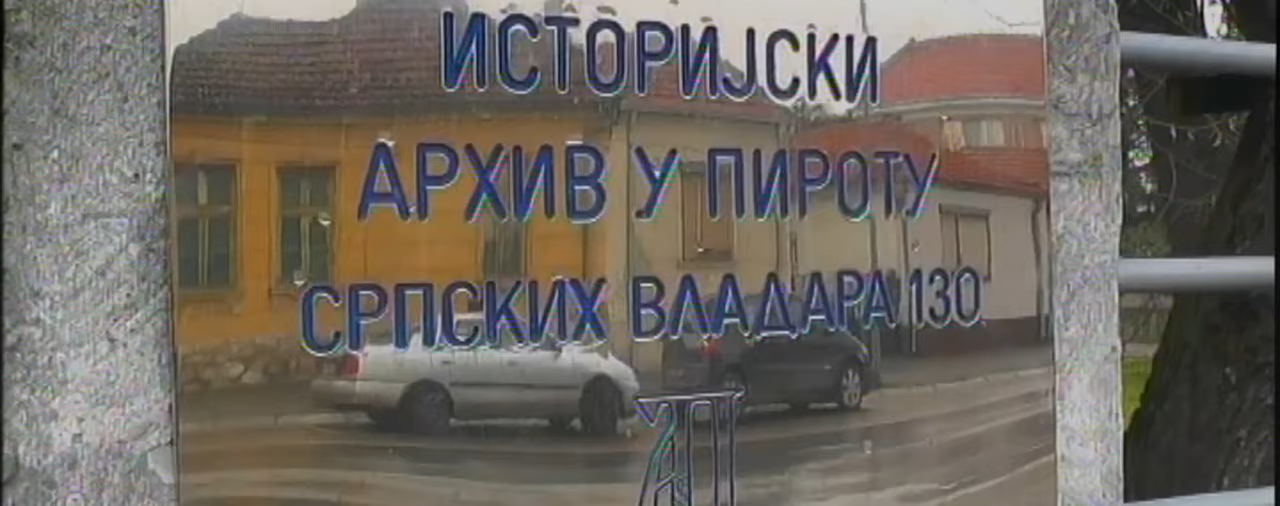 ИСТОРИЈСКИ
АРХИВ У ПИРОТУ
СРПСКИХ ВЛАДАРА 130